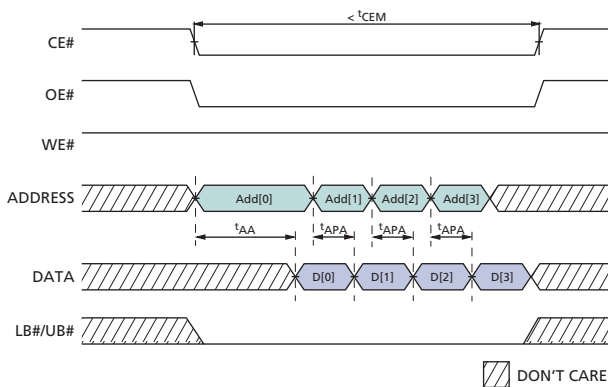 < tCEM
CE#
OE#
WE#
ADDRESS Add[0] Add[1] Add[2] Add[3]
tAA tAPA tAPA tAPA
DATA D[0] D[1] D[2] D[3]
LB#/UB#
DON'T CARE